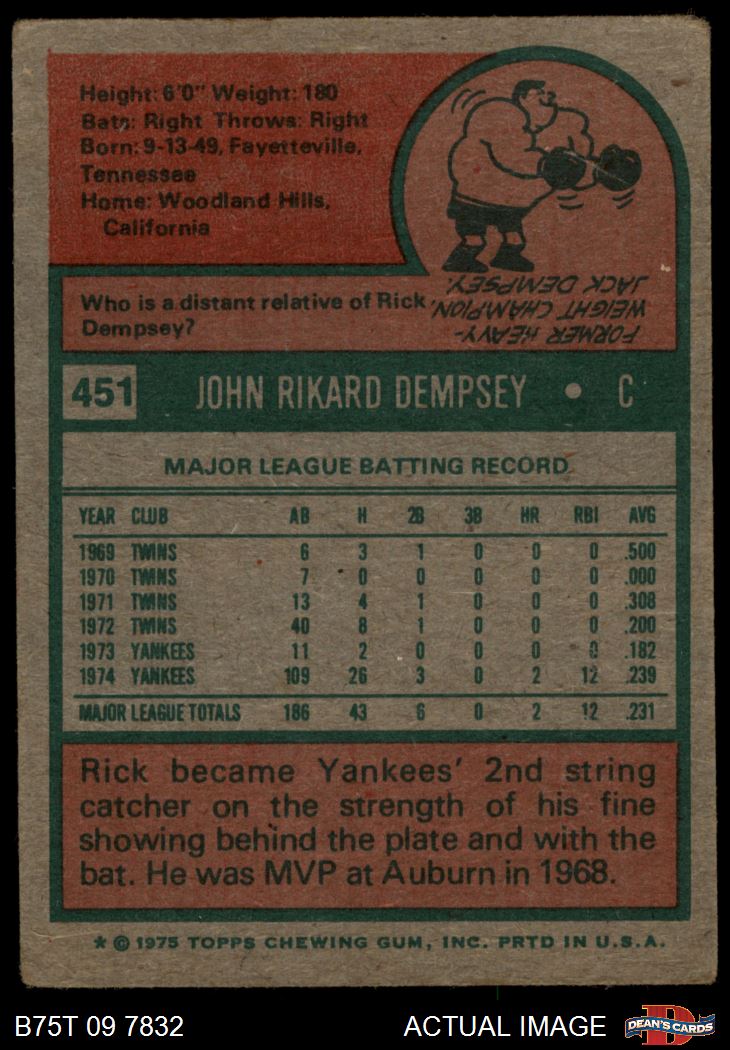 Height: 6'0" Weight: 180
Bats: Right Throws: Right
Born: 9-13-49, Fayetteville,
Tennessee
Home: Woodland Hills,
California
Who is a distant relative of Rick
Dempsey?
FORMER HEAVY-
WEIGHT CHAMPION,
JACK DEMPSEY.
451 JOHN RIKARD DEMPSEY • C
MAJOR LEAGUE BATTING RECORD
YEAR CLUB AB H 2B 3B HR RBI AVG
1969 TWINS 6 3 1 0 0 0 .500
1970 TWINS 7 0 0 0 0 0 .000
1971 TWINS 13 4 1 0 0 0 .308
1972 TWINS 40 8 1 0 0 0 .200
1973 YANKEES 11 2 0 0 0 0 .182
1974 YANKEES 109 26 3 0 2 12 .239
MAJOR LEAGUE TOTALS 186 43 6 0 2 12 .231
Rick became Yankees' 2nd string
catcher on the strength of his fine
showing behind the plate and with the
bat. He was MVP at Auburn in 1968.
* © 1975 TOPPS CHEWING GUM, INC. PRTD IN U.S.A.
B75T 09 7832 ACTUAL IMAGE D DEAN'S CARDS